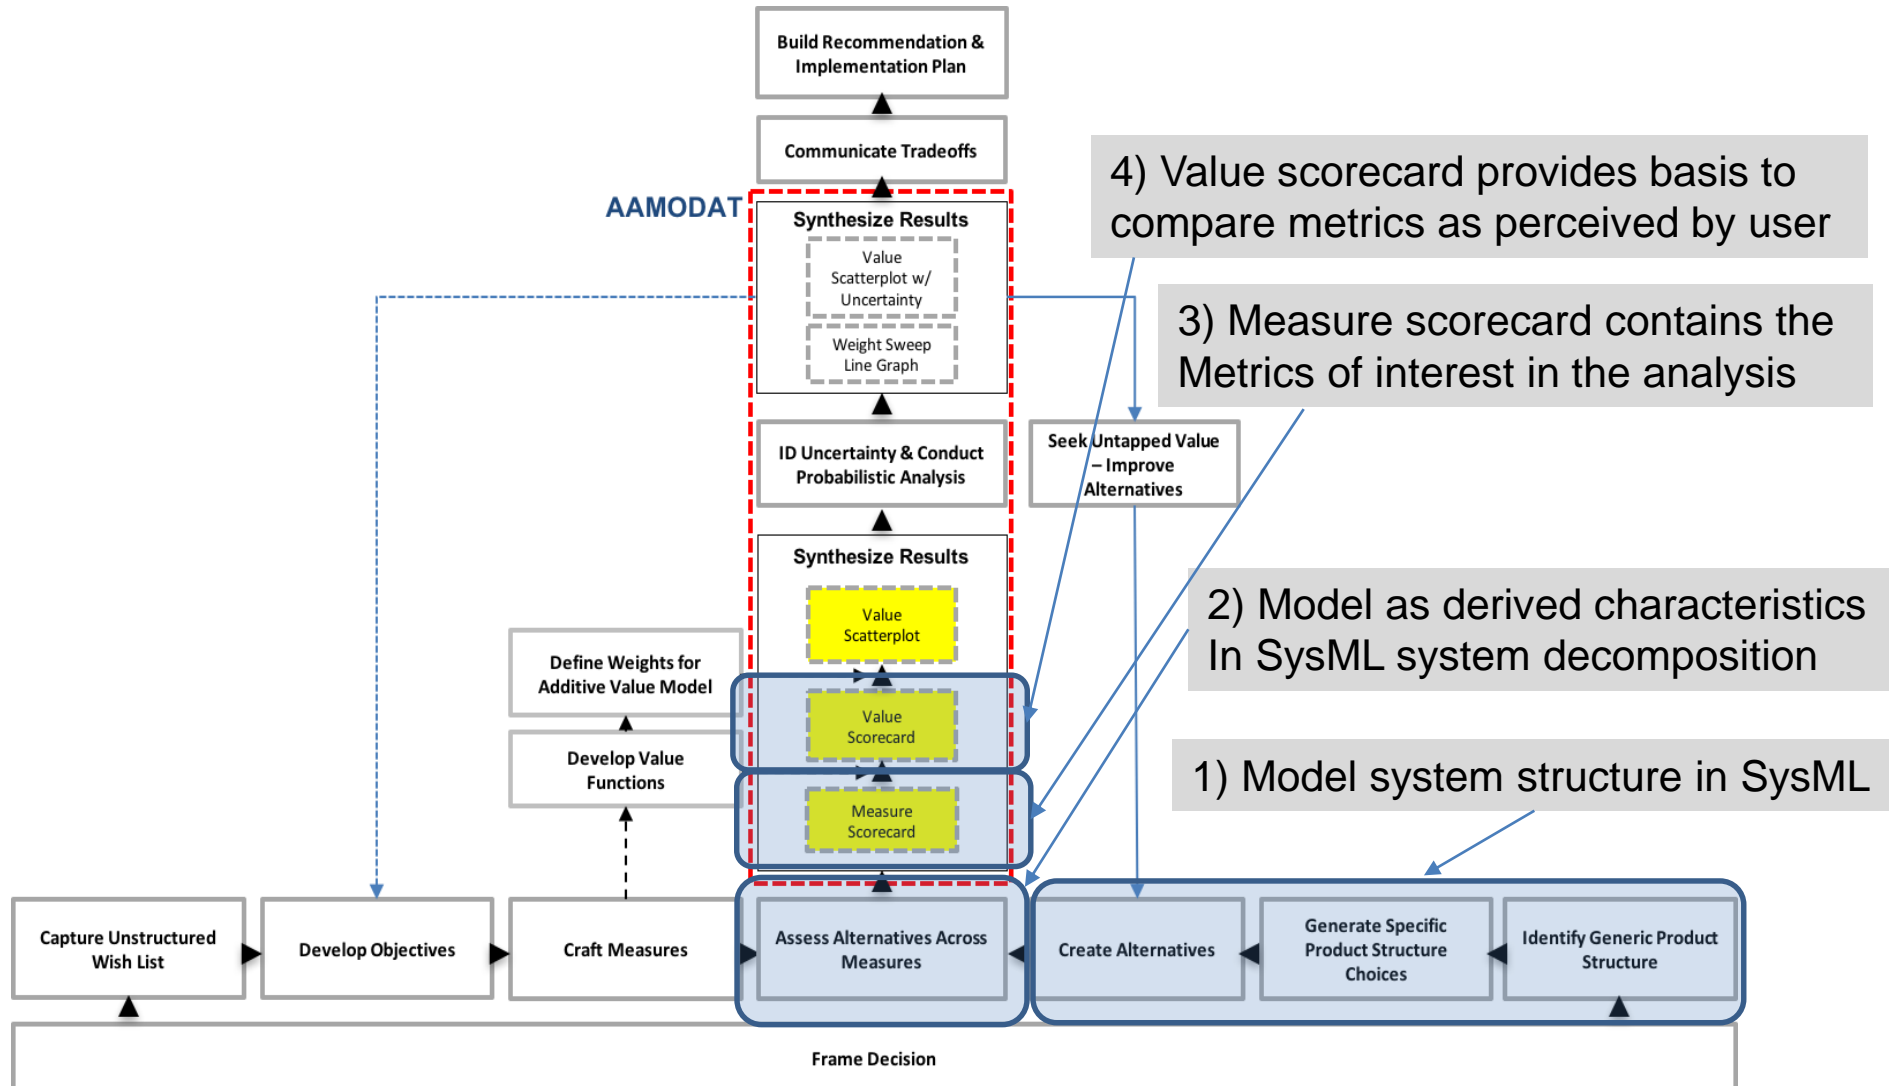 Build Recommendation &
Implementation Plan
Communicate Tradeoffs
AAMODAT
Synthesize Results
Value
Scatterplot w/
Uncertainty
Weight Sweep
Line Graph
4) Value scorecard provides basis to
compare metrics as perceived by user
3) Measure scorecard contains the
Metrics of interest in the analysis
ID Uncertainty & Conduct
Probabilistic Analysis
Seek Untapped Value
– Improve
Alternatives
Synthesize Results
Value
Scatterplot
2) Model as derived characteristics
In SysML system decomposition
Define Weights for
Additive Value Model
Value
Scorecard
Develop Value
Functions
1) Model system structure in SysML
Measure
Scorecard
Capture Unstructured
Wish List
Develop Objectives
Craft Measures
Assess Alternatives Across
Measures
Create Alternatives
Generate Specific
Product Structure
Choices
Identify Generic Product
Structure
Frame Decision